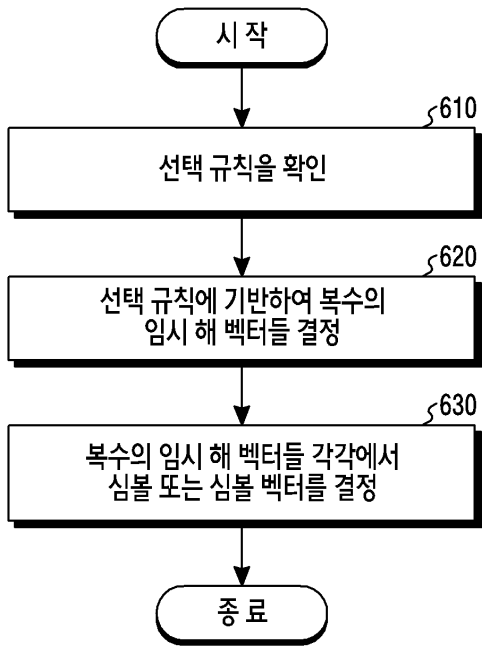 시 작
610
선택 규칙을 확인
620
선택 규칙에 기반하여 복수의
임시 해 벡터들 결정
630
복수의 임시 해 벡터들 각각에서
심볼 또는 심볼 벡터를 결정
종 료